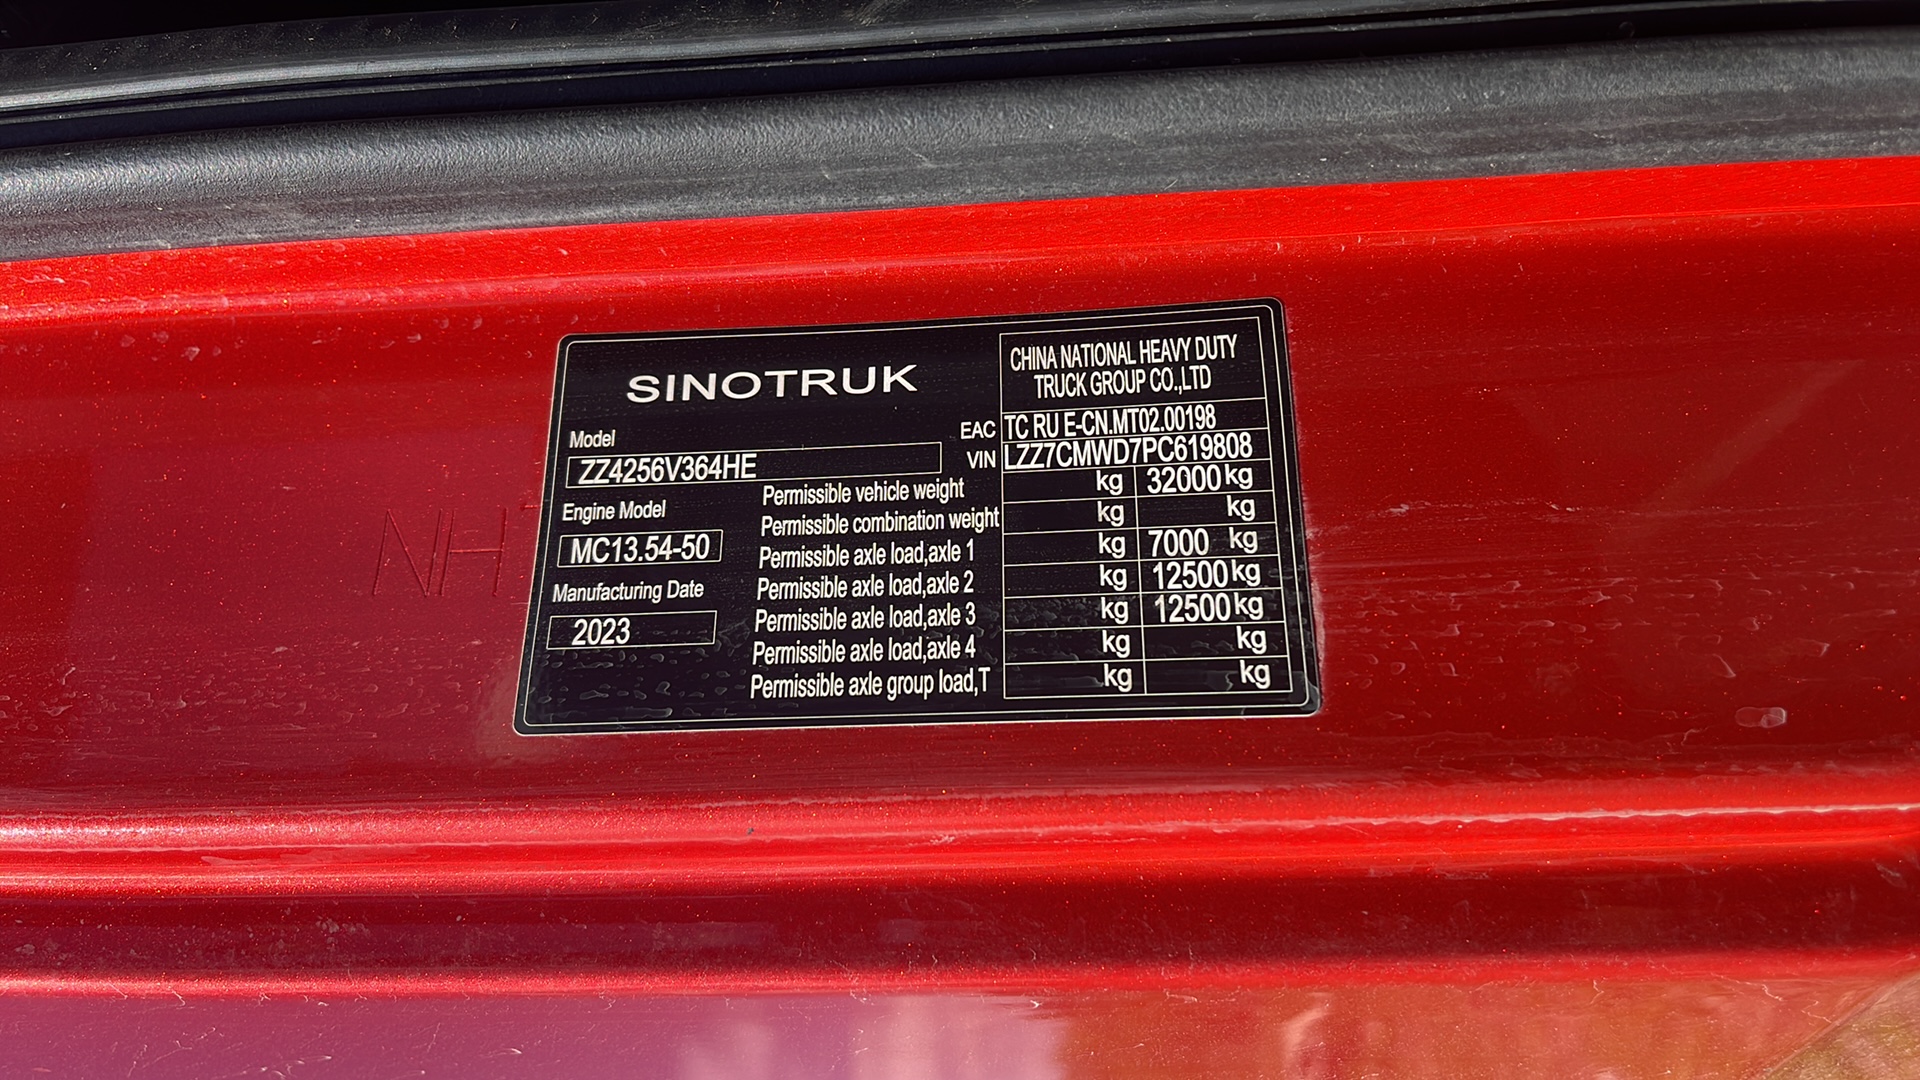 SINOTRUK
CHINA NATIONAL HEAVY DUTY
TRUCK GROUP CO.,LTD
EAC TC RU E-CN.MT02.00198
VIN LZZ7CMWD7PC619808
Model
ZZ4256V364HE
Engine Model
MC13.54-50
Manufacturing Date
2023
Permissible vehicle weight kg 32000 kg
Permissible combination weight kg kg
Permissible axle load,axle 1 kg 7000 kg
Permissible axle load,axle 2 kg 12500 kg
Permissible axle load,axle 3 kg 12500 kg
Permissible axle load,axle 4 kg kg
Permissible axle group load,T kg kg
NH